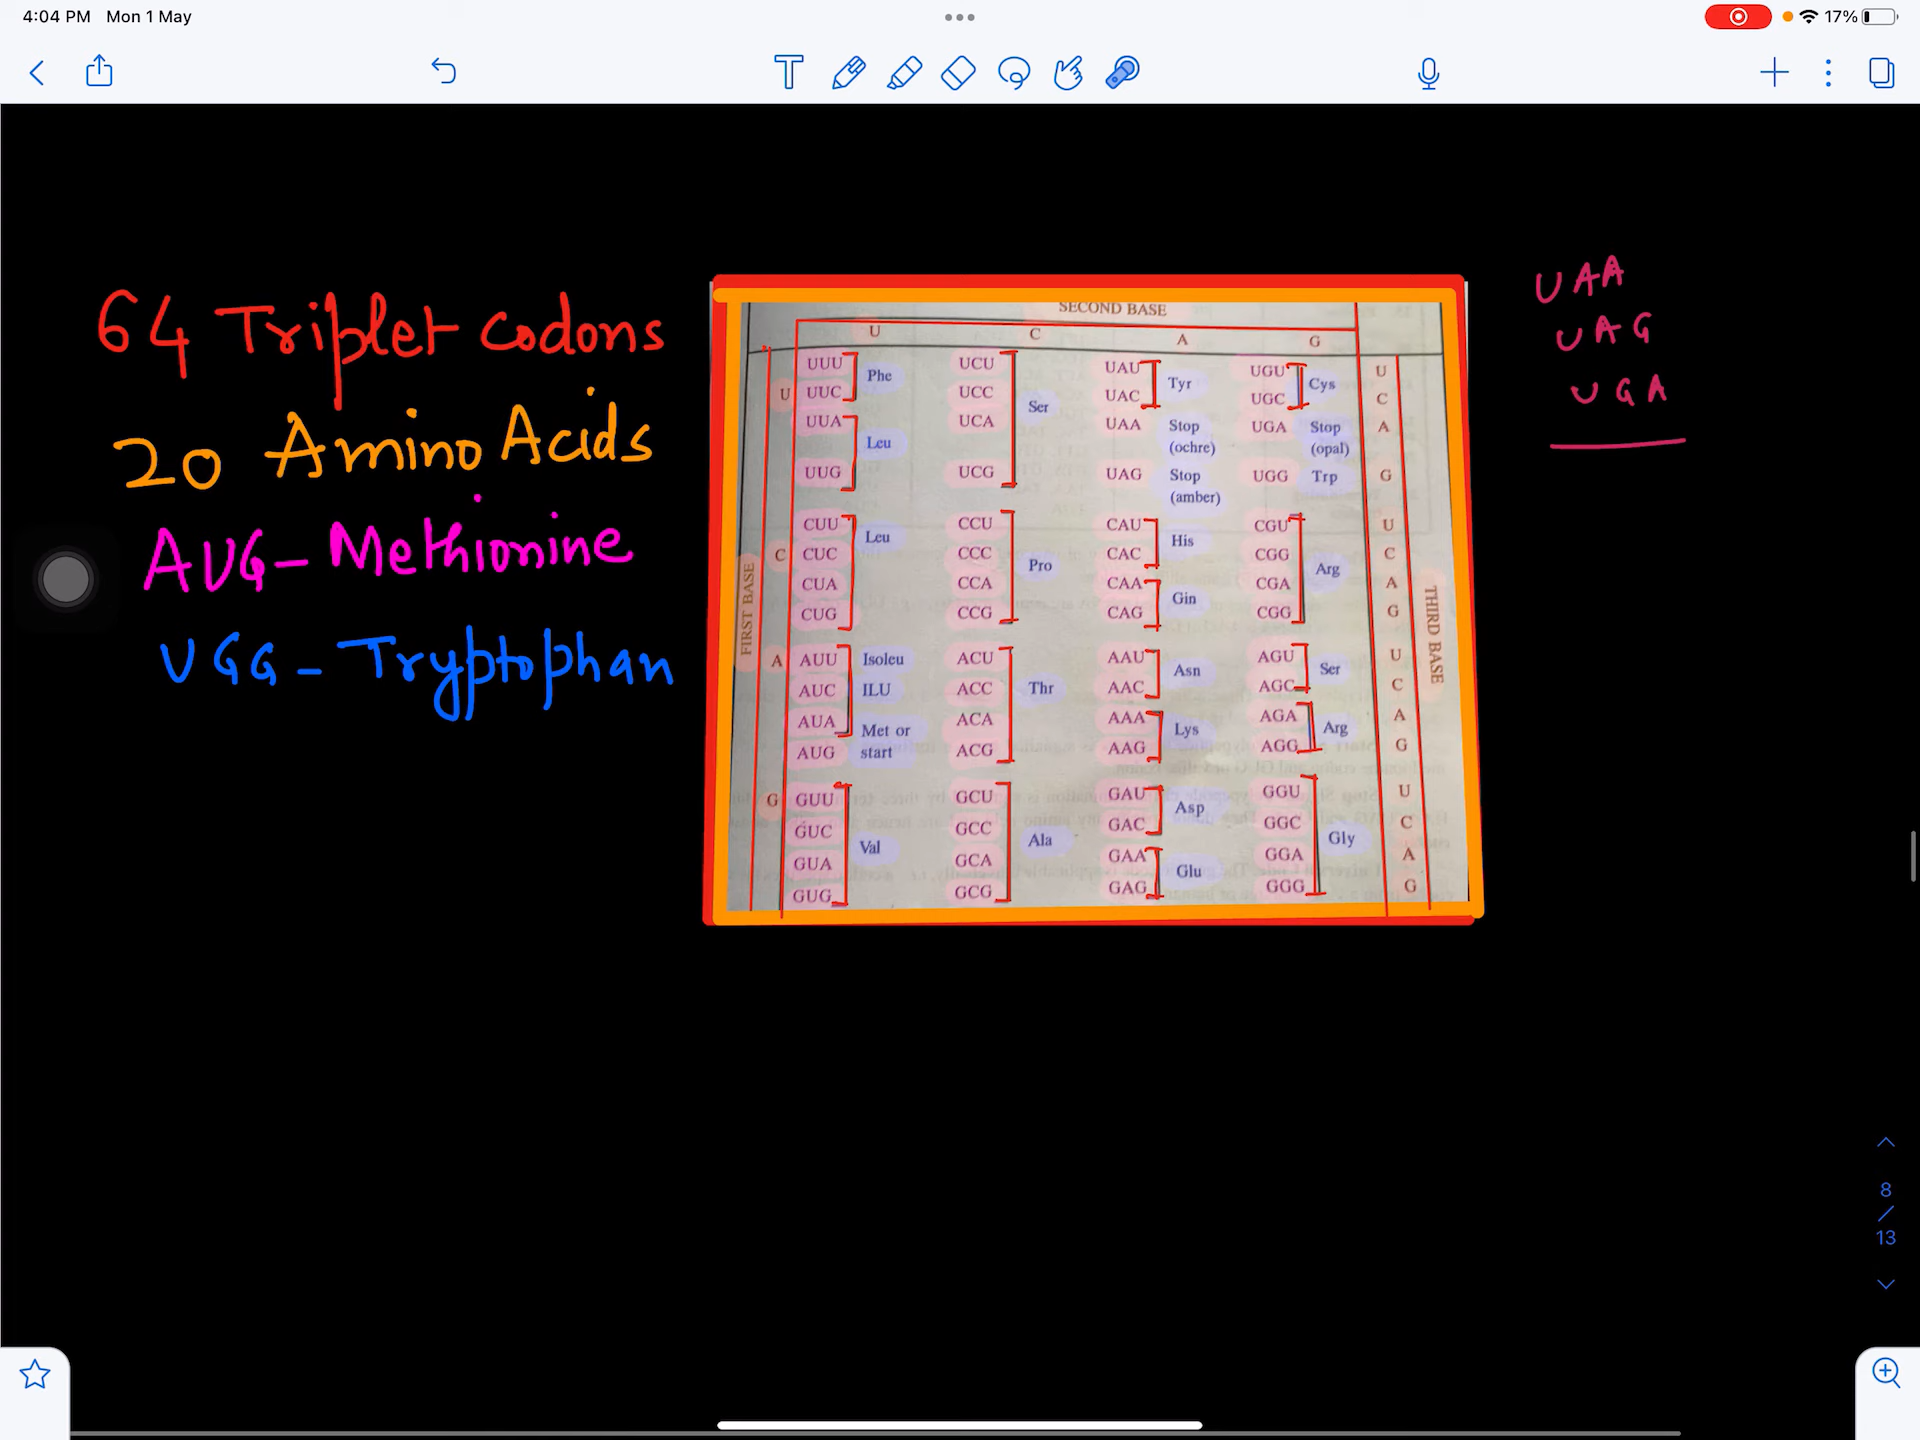 4:04 PM Mon 1 May
17%
64 Triplet codons
20 Amino Acids
AUG - Methionine
UGG - Tryptophan
SECOND BASE
U C A G
FIRST BASE
THIRD BASE
U
UUU UCU UAU UGU U
Phe Tyr Cys
UUC UCC UAC UGC C
Ser
UUA UCA UAA Stop UGA Stop A
Leu (ochre) (opal)
UUG UCG UAG Stop UGG Trp G
(amber)
CUU CCU CAU CGU U
Leu His
C CUC CCC CAC CGG C
Pro Arg
CUA CCA CAA CGA A
Gin
CUG CCG CAG CGG G
A AUU Isoleu ACU AAU AGU U
Asn Ser
AUC ILU ACC Thr AAC AGC C
AUA ACA AAA AGA A
Met or Lys Arg
AUG start ACG AAG AGG G
G GUU GCU GAU GGU U
Asp
GUC GCC GAC GGC C
Val Ala Gly
GUA GCA GAA GGA A
Glu
GUG GCG GAG GGG G
UAA
UAG
UGA
8
/
13